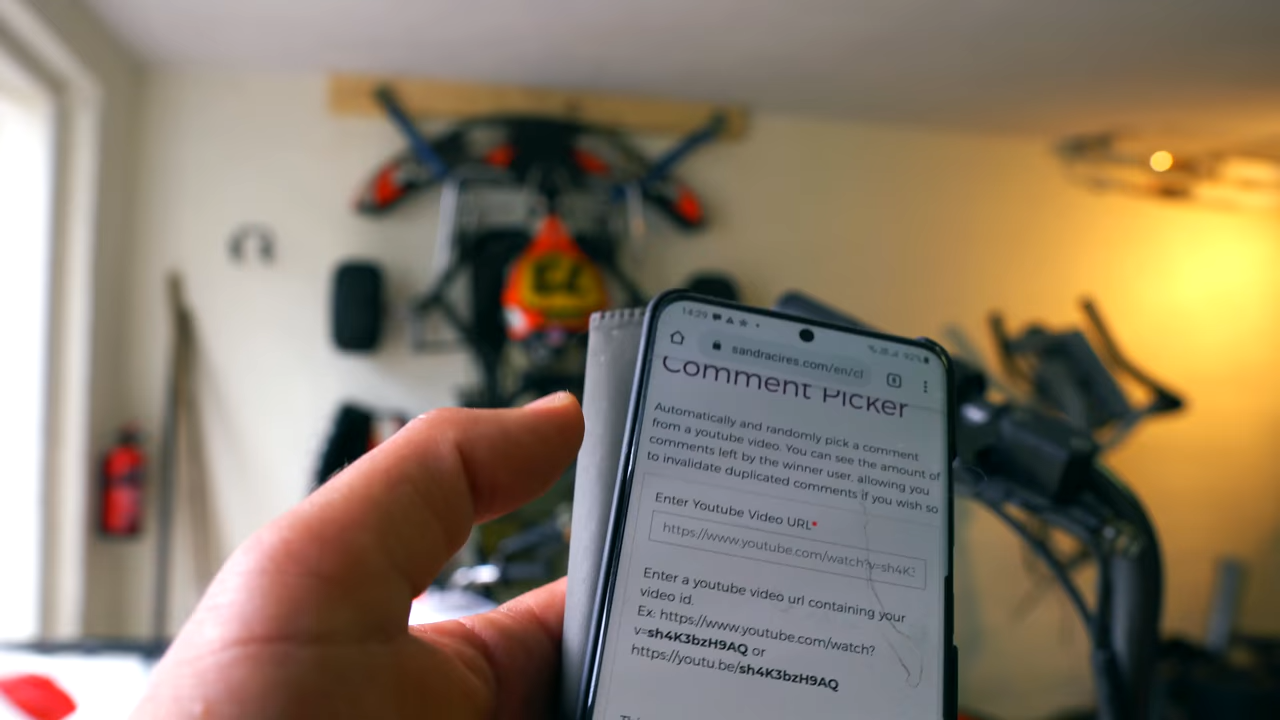 14:29
92%
sandracires.com/en/cl
8
Comment Picker
Automatically and randomly pick a comment
from a youtube video. You can see the amount of
comments left by the winner user, allowing you
to invalidate duplicated comments if you wish so
Enter Youtube Video URL*
https://www.youtube.com/watch?v=sh4K3
Enter a youtube video url containing your
video id.
Ex: https://www.youtube.com/watch?
v=sh4K3bzH9AQ or
https://youtu.be/sh4K3bzH9AQ